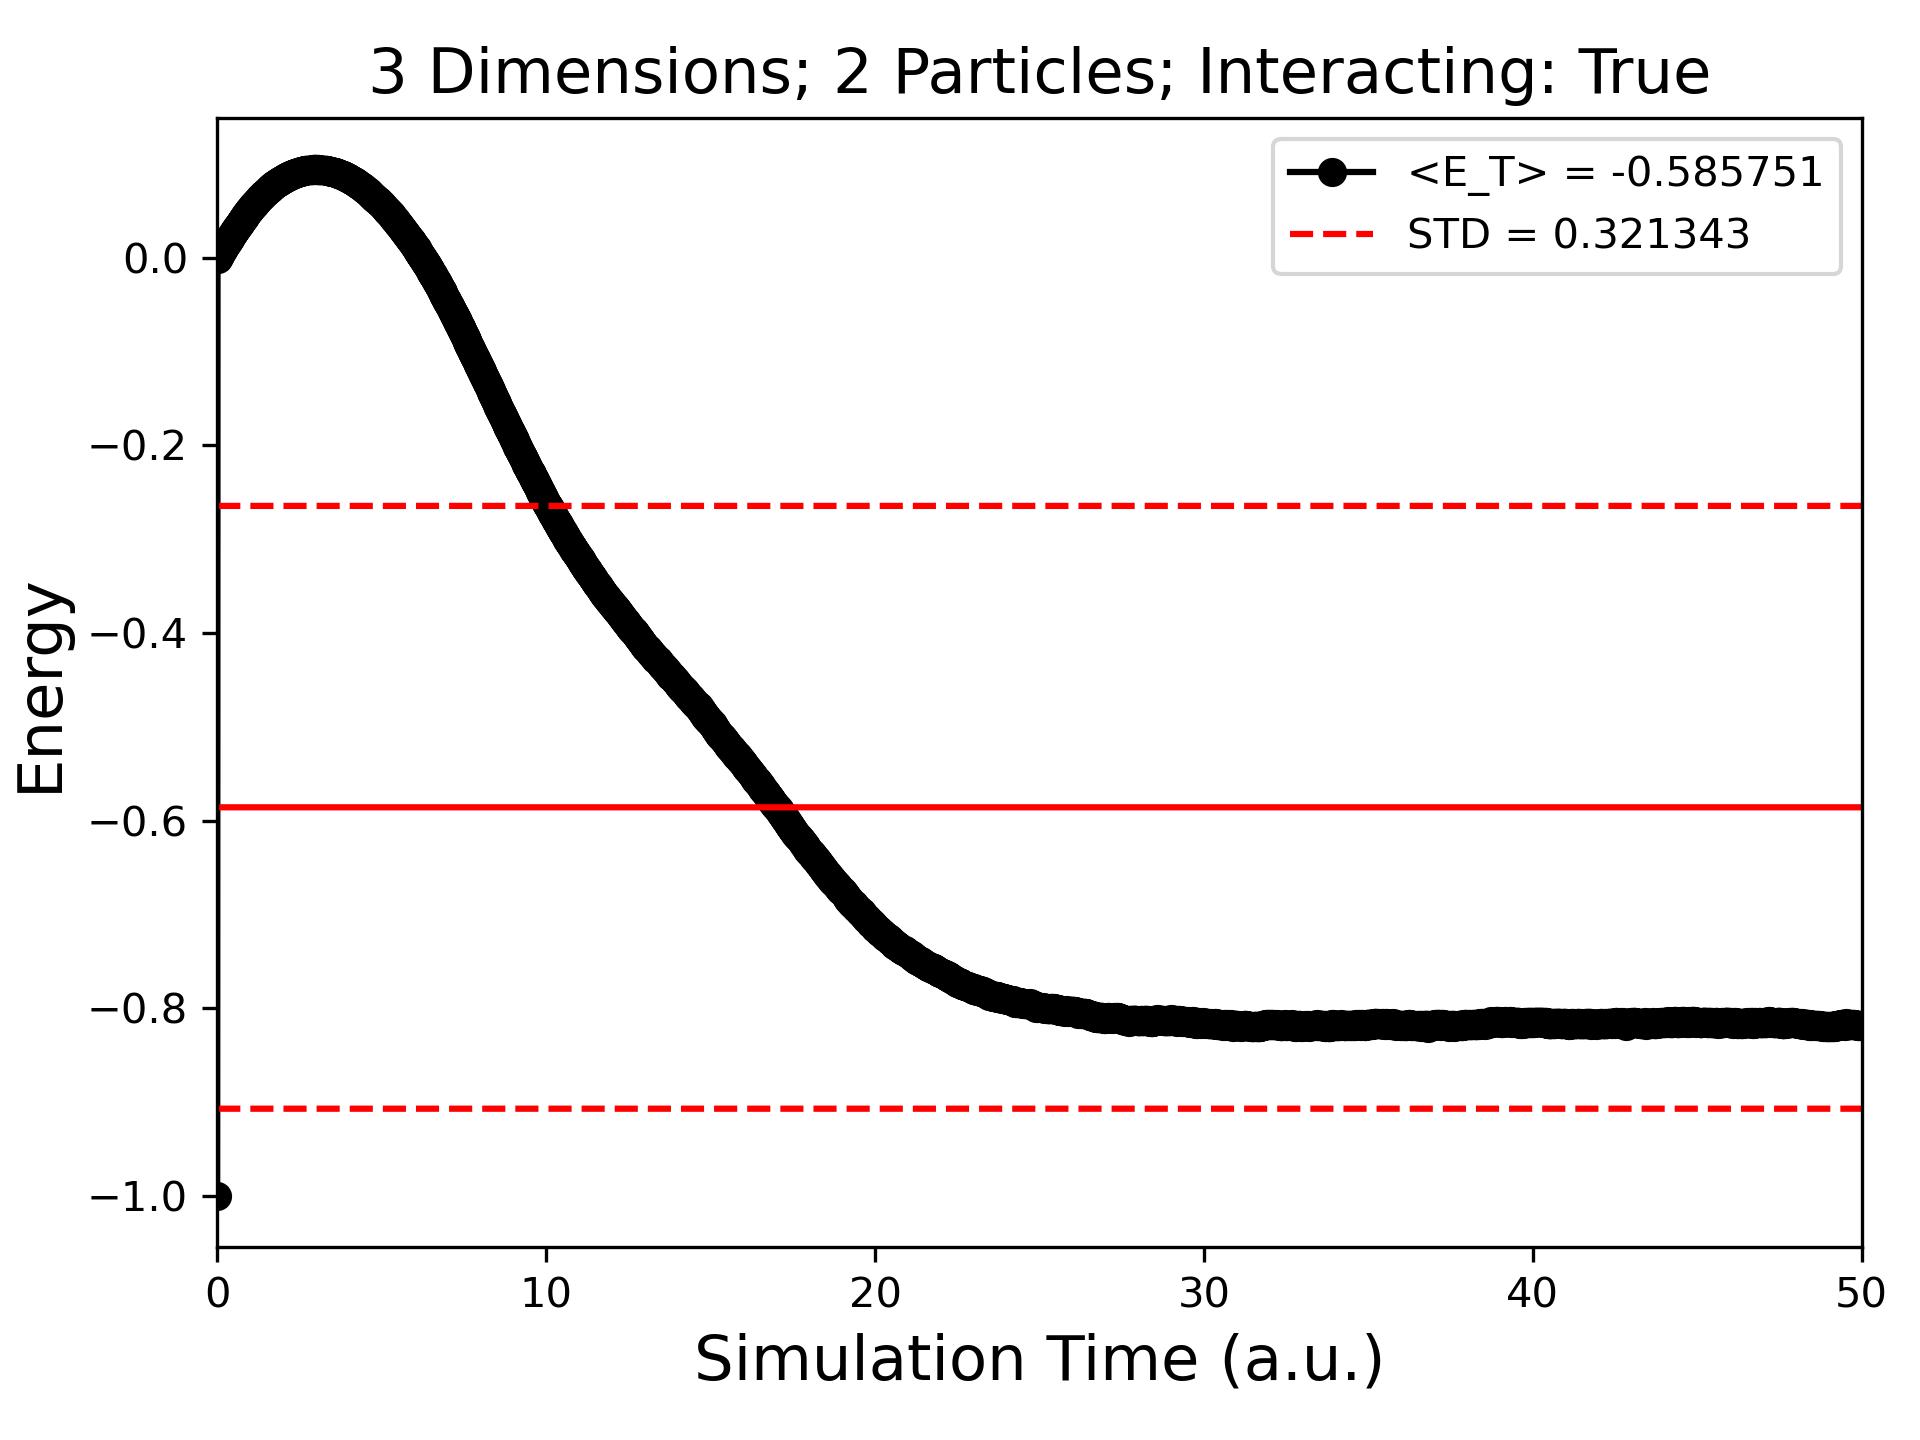 3 Dimensions; 2 Particles; Interacting: True
<E_T> = -0.585751
STD = 0.321343
Energy
0.0
−0.2
−0.4
−0.6
−0.8
−1.0
0 10 20 30 40 50
Simulation Time (a.u.)